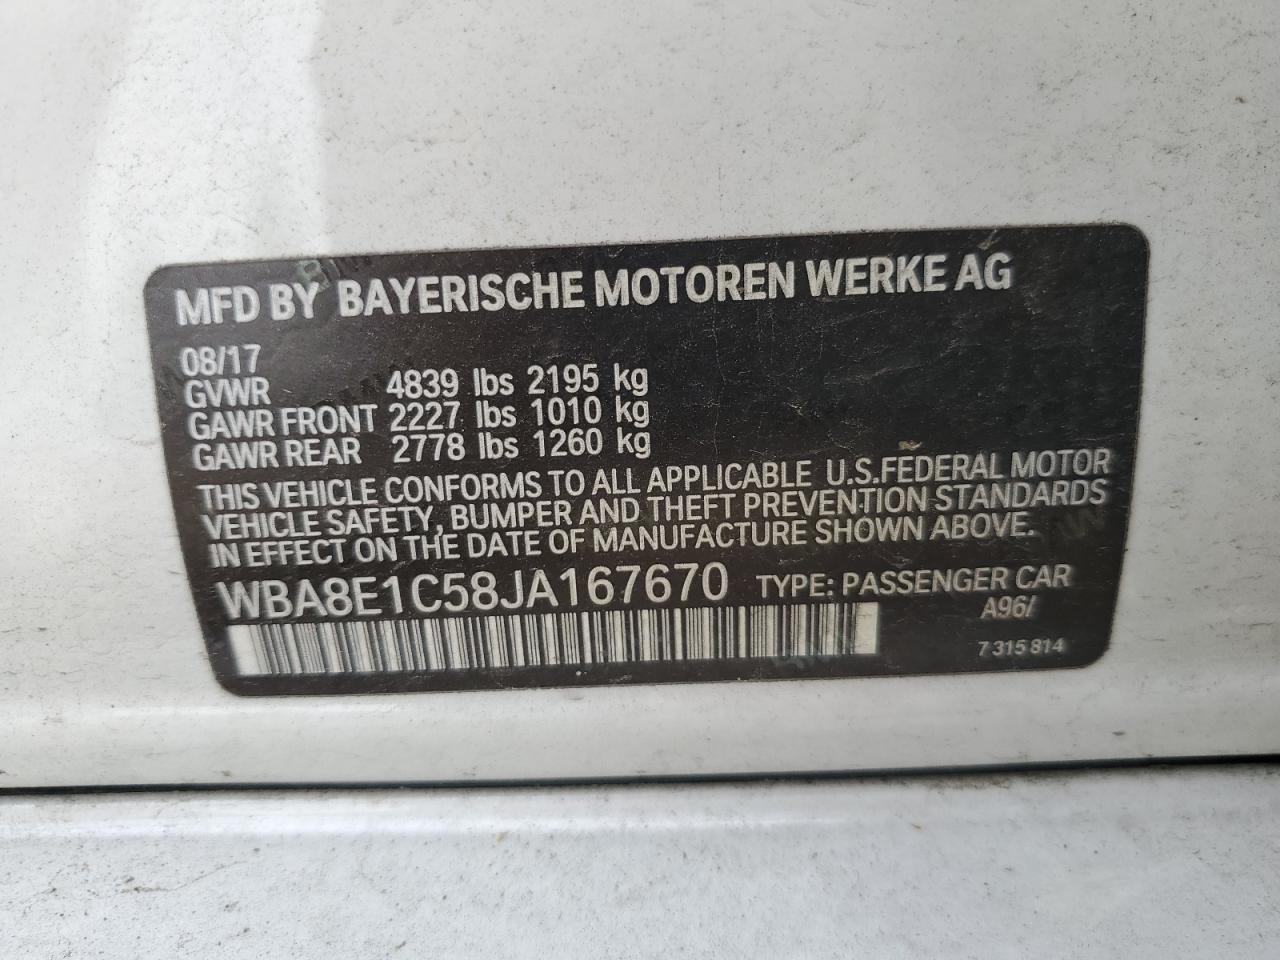 MFD BY BAYERISCHE MOTOREN WERKE AG
08/17
GVWR 4839 lbs 2195 kg
GAWR FRONT 2227 lbs 1010 kg
GAWR REAR 2778 lbs 1260 kg
THIS VEHICLE CONFORMS TO ALL APPLICABLE U.S.FEDERAL MOTOR
VEHICLE SAFETY, BUMPER AND THEFT PREVENTION STANDARDS
IN EFFECT ON THE DATE OF MANUFACTURE SHOWN ABOVE.
WBA8E1C58JA167670 TYPE: PASSENGER CAR
A96/
7 315 814